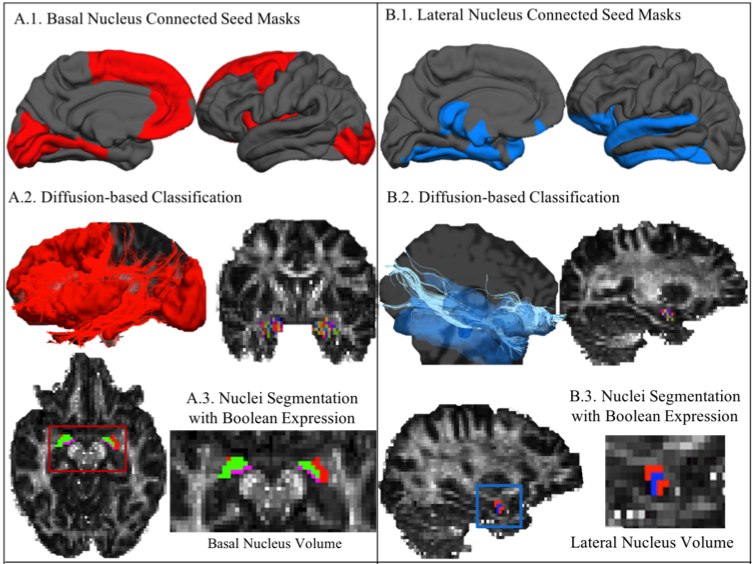 A.1. Basal Nucleus Connected Seed Masks
A.2. Diffusion-based Classification
A.3. Nuclei Segmentation
with Boolean Expression
Basal Nucleus Volume
B.1. Lateral Nucleus Connected Seed Masks
B.2. Diffusion-based Classification
B.3. Nuclei Segmentation
with Boolean Expression
Lateral Nucleus Volume